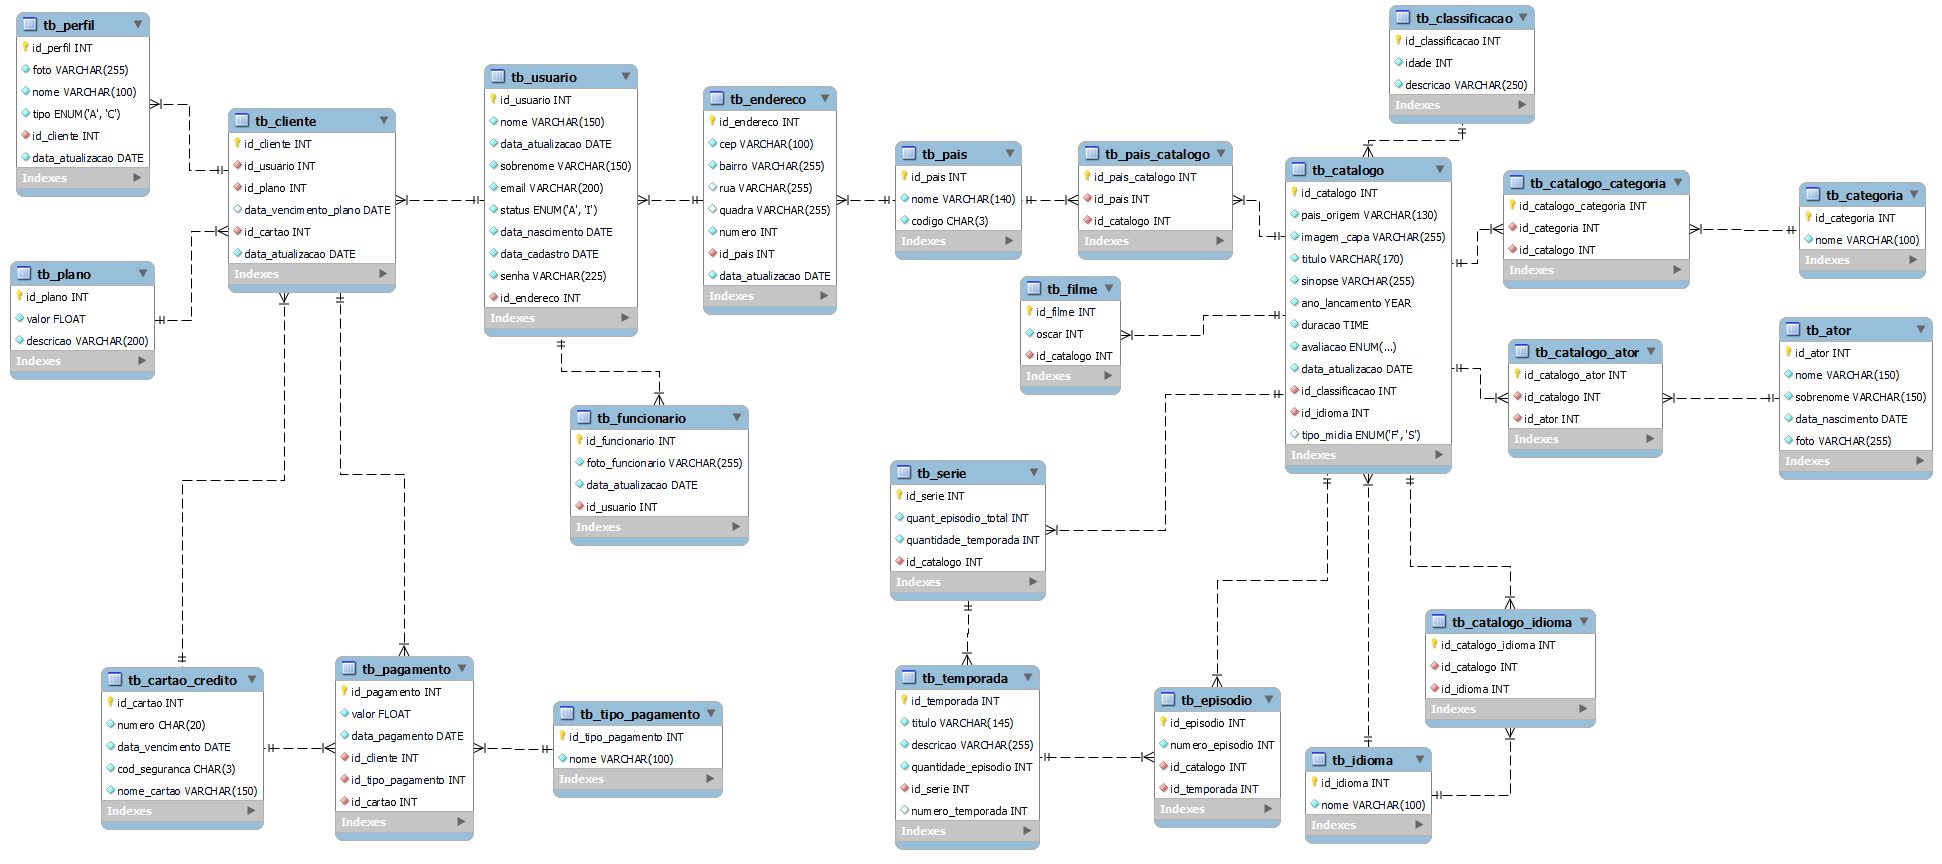 tb_perfil
id_perfil INT
foto VARCHAR(255)
nome VARCHAR(100)
tipo ENUM('A', 'C')
id_cliente INT
data_atualizacao DATE
Indexes
tb_cliente
id_cliente INT
id_usuario INT
id_plano INT
data_vencimento_plano DATE
id_cartao INT
data_atualizacao DATE
Indexes
tb_plano
id_plano INT
valor FLOAT
descricao VARCHAR(200)
Indexes
tb_usuario
id_usuario INT
nome VARCHAR(150)
data_atualizacao DATE
sobrenome VARCHAR(150)
email VARCHAR(200)
status ENUM('A', 'I')
data_nascimento DATE
data_cadastro DATE
senha VARCHAR(225)
id_endereco INT
Indexes
tb_endereco
id_endereco INT
cep VARCHAR(100)
bairro VARCHAR(255)
rua VARCHAR(255)
quadra VARCHAR(255)
numero INT
id_pais INT
data_atualizacao DATE
Indexes
tb_pais
id_pais INT
nome VARCHAR(140)
codigo CHAR(3)
Indexes
tb_pais_catalogo
id_pais_catalogo INT
id_pais INT
id_catalogo INT
Indexes
tb_classificacao
id_classificacao INT
idade INT
descricao VARCHAR(250)
Indexes
tb_catalogo
id_catalogo INT
pais_origem VARCHAR(130)
imagem_capa VARCHAR(255)
titulo VARCHAR(170)
sinopse VARCHAR(255)
ano_lancamento YEAR
duracao TIME
avaliacao ENUM(...)
data_atualizacao DATE
id_classificacao INT
id_idioma INT
tipo_midia ENUM('F', 'S')
Indexes
tb_catalogo_categoria
id_catalogo_categoria INT
id_categoria INT
id_catalogo INT
Indexes
tb_categoria
id_categoria INT
nome VARCHAR(100)
Indexes
tb_filme
id_filme INT
oscar INT
id_catalogo INT
Indexes
tb_catalogo_ator
id_catalogo_ator INT
id_catalogo INT
id_ator INT
Indexes
tb_ator
id_ator INT
nome VARCHAR(150)
sobrenome VARCHAR(150)
data_nascimento DATE
foto VARCHAR(255)
Indexes
tb_funcionario
id_funcionario INT
foto_funcionario VARCHAR(255)
data_atualizacao DATE
id_usuario INT
Indexes
tb_serie
id_serie INT
quant_episodio_total INT
quantidade_temporada INT
id_catalogo INT
Indexes
tb_cartao_credito
id_cartao INT
numero CHAR(20)
data_vencimento DATE
cod_seguranca CHAR(3)
nome_cartao VARCHAR(150)
Indexes
tb_pagamento
id_pagamento INT
valor FLOAT
data_pagamento DATE
id_cliente INT
id_tipo_pagamento INT
id_cartao INT
Indexes
tb_tipo_pagamento
id_tipo_pagamento INT
nome VARCHAR(100)
Indexes
tb_temporada
id_temporada INT
titulo VARCHAR(145)
descricao VARCHAR(255)
quantidade_episodio INT
id_serie INT
numero_temporada INT
Indexes
tb_episodio
id_episodio INT
numero_episodio INT
id_catalogo INT
id_temporada INT
Indexes
tb_catalogo_idioma
id_catalogo_idioma INT
id_catalogo INT
id_idioma INT
Indexes
tb_idioma
id_idioma INT
nome VARCHAR(100)
Indexes